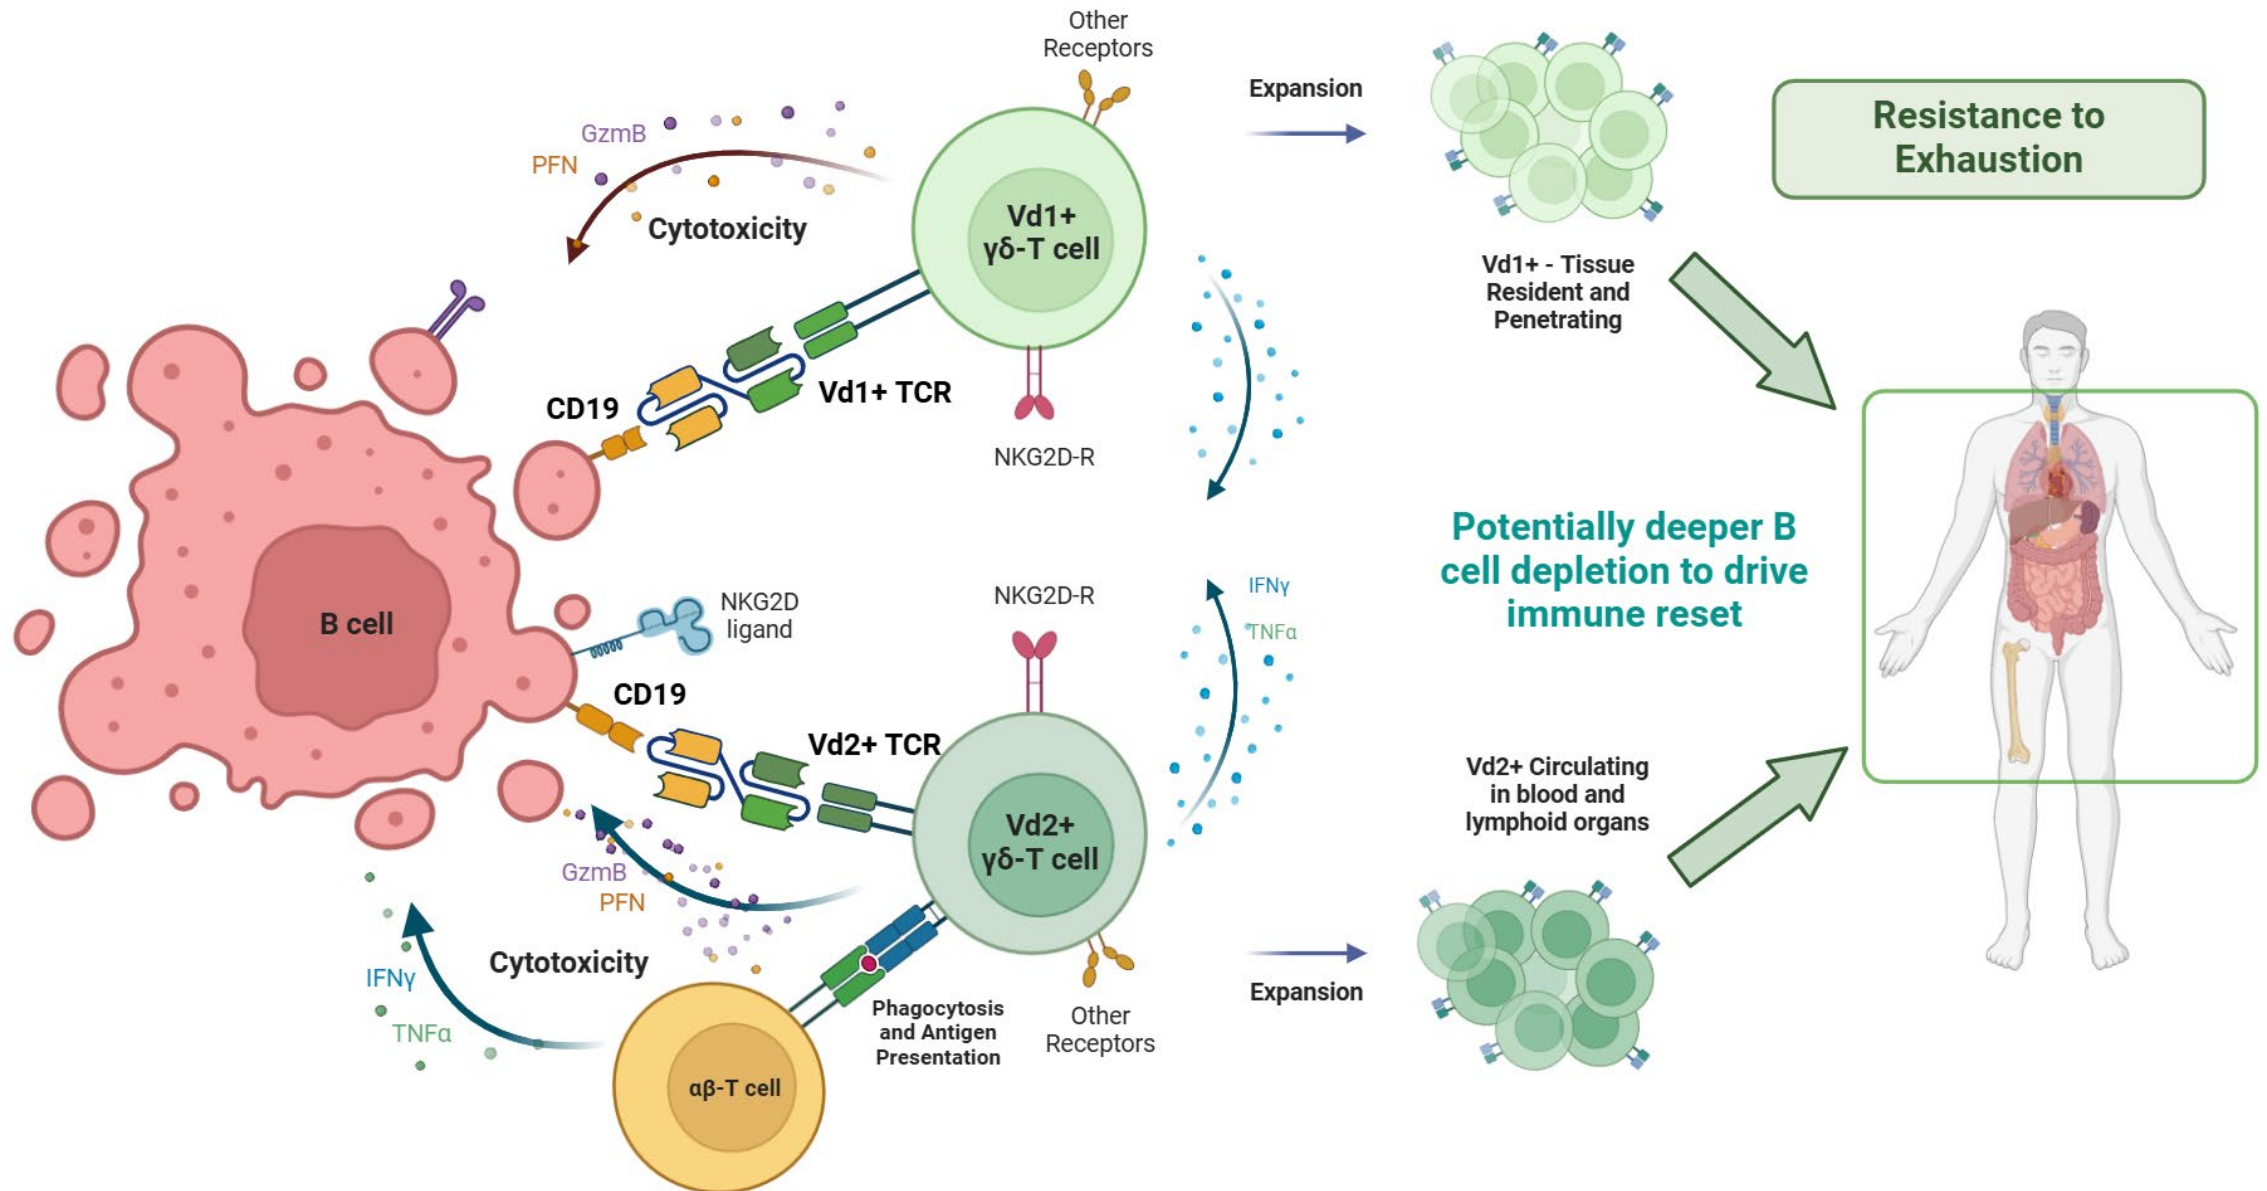 Other
Receptors
GzmB
PFN
Cytotoxicity
Vd1+
γδ-T cell
Expansion
Resistance to
Exhaustion
Vd1+ - Tissue
Resident and
Penetrating
CD19
Vd1+ TCR
NKG2D-R
B cell
NKG2D
ligand
CD19
Vd2+ TCR
NKG2D-R
IFNγ
TNFα
Potentially deeper B
cell depletion to drive
immune reset
Vd2+
γδ-T cell
Vd2+ Circulating
in blood and
lymphoid organs
GzmB
PFN
Cytotoxicity
IFNγ
TNFα
αβ-T cell
Phagocytosis
and Antigen
Presentation
Other
Receptors
Expansion